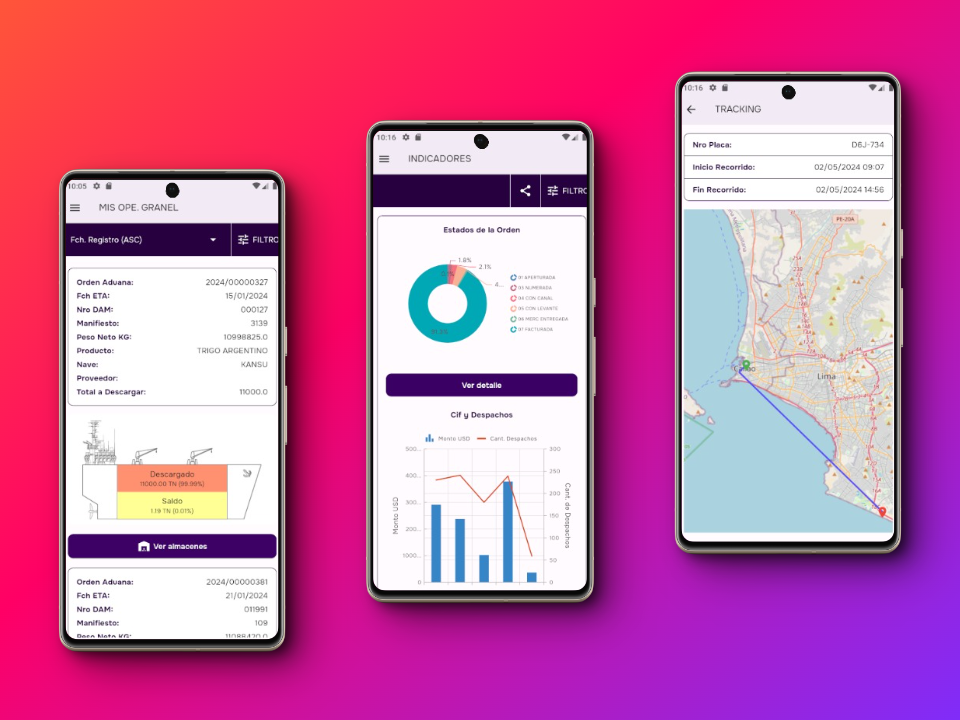 10:05
MIS OPE. GRANEL
Fch. Registro (ASC)
FILTRO
Orden Aduana: 2024/00000327
Fch ETA: 15/01/2024
Nro DAM: 000127
Manifiesto: 3139
Peso Neto KG: 10998825.0
Producto: TRIGO ARGENTINO
Nave: KANSU
Proveedor:
Total a Descargar: 11000.0
Descargado
11000.00 TN (99.99%)
Saldo
1.19 TN (0.01%)
Ver almacenes
Orden Aduana: 2024/00000381
Fch ETA: 21/01/2024
Nro DAM: 011991
Manifiesto: 109
Peso Neto KG: 11088420.0
10:16
INDICADORES
FILTRO
Estados de la Orden
1.8%
2.1%
4...
01 APERTURADA
03 NUMERADA
04 CON CANAL
05 CON LEVANTE
06 MERC ENTREGADA
07 FACTURADA
Ver detalle
Cif y Despachos
Monto USD
Cant. Despachos
500...
400...
300...
200...
1000...
0
300
250
200
150
100
50
0
Monto USD
Cant. de Despachos
10:16
TRACKING
Nro Placa: D6J-734
Inicio Recorrido: 02/05/2024 09:07
Fin Recorrido: 02/05/2024 14:56
PE-20A
Callao
Lima